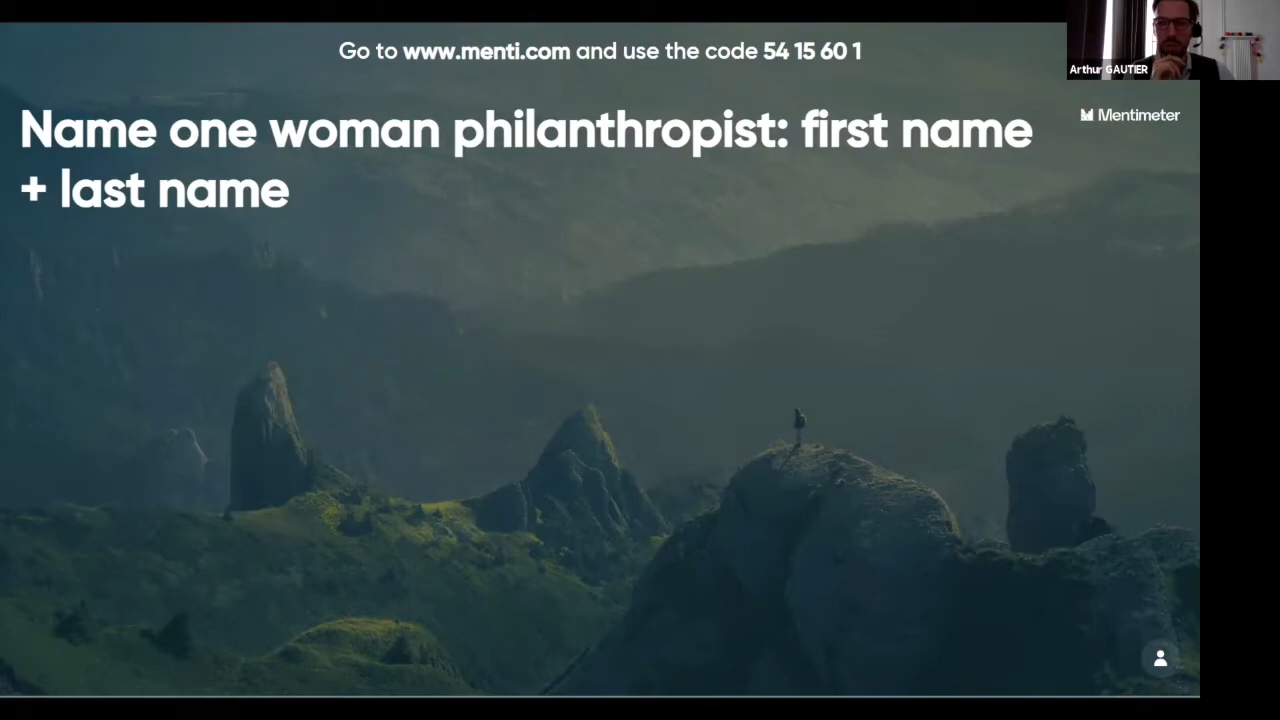 Go to www.menti.com and use the code 54 15 60 1
Arthur GAUTIER
Mentimeter
Name one woman philanthropist: first name
+ last name